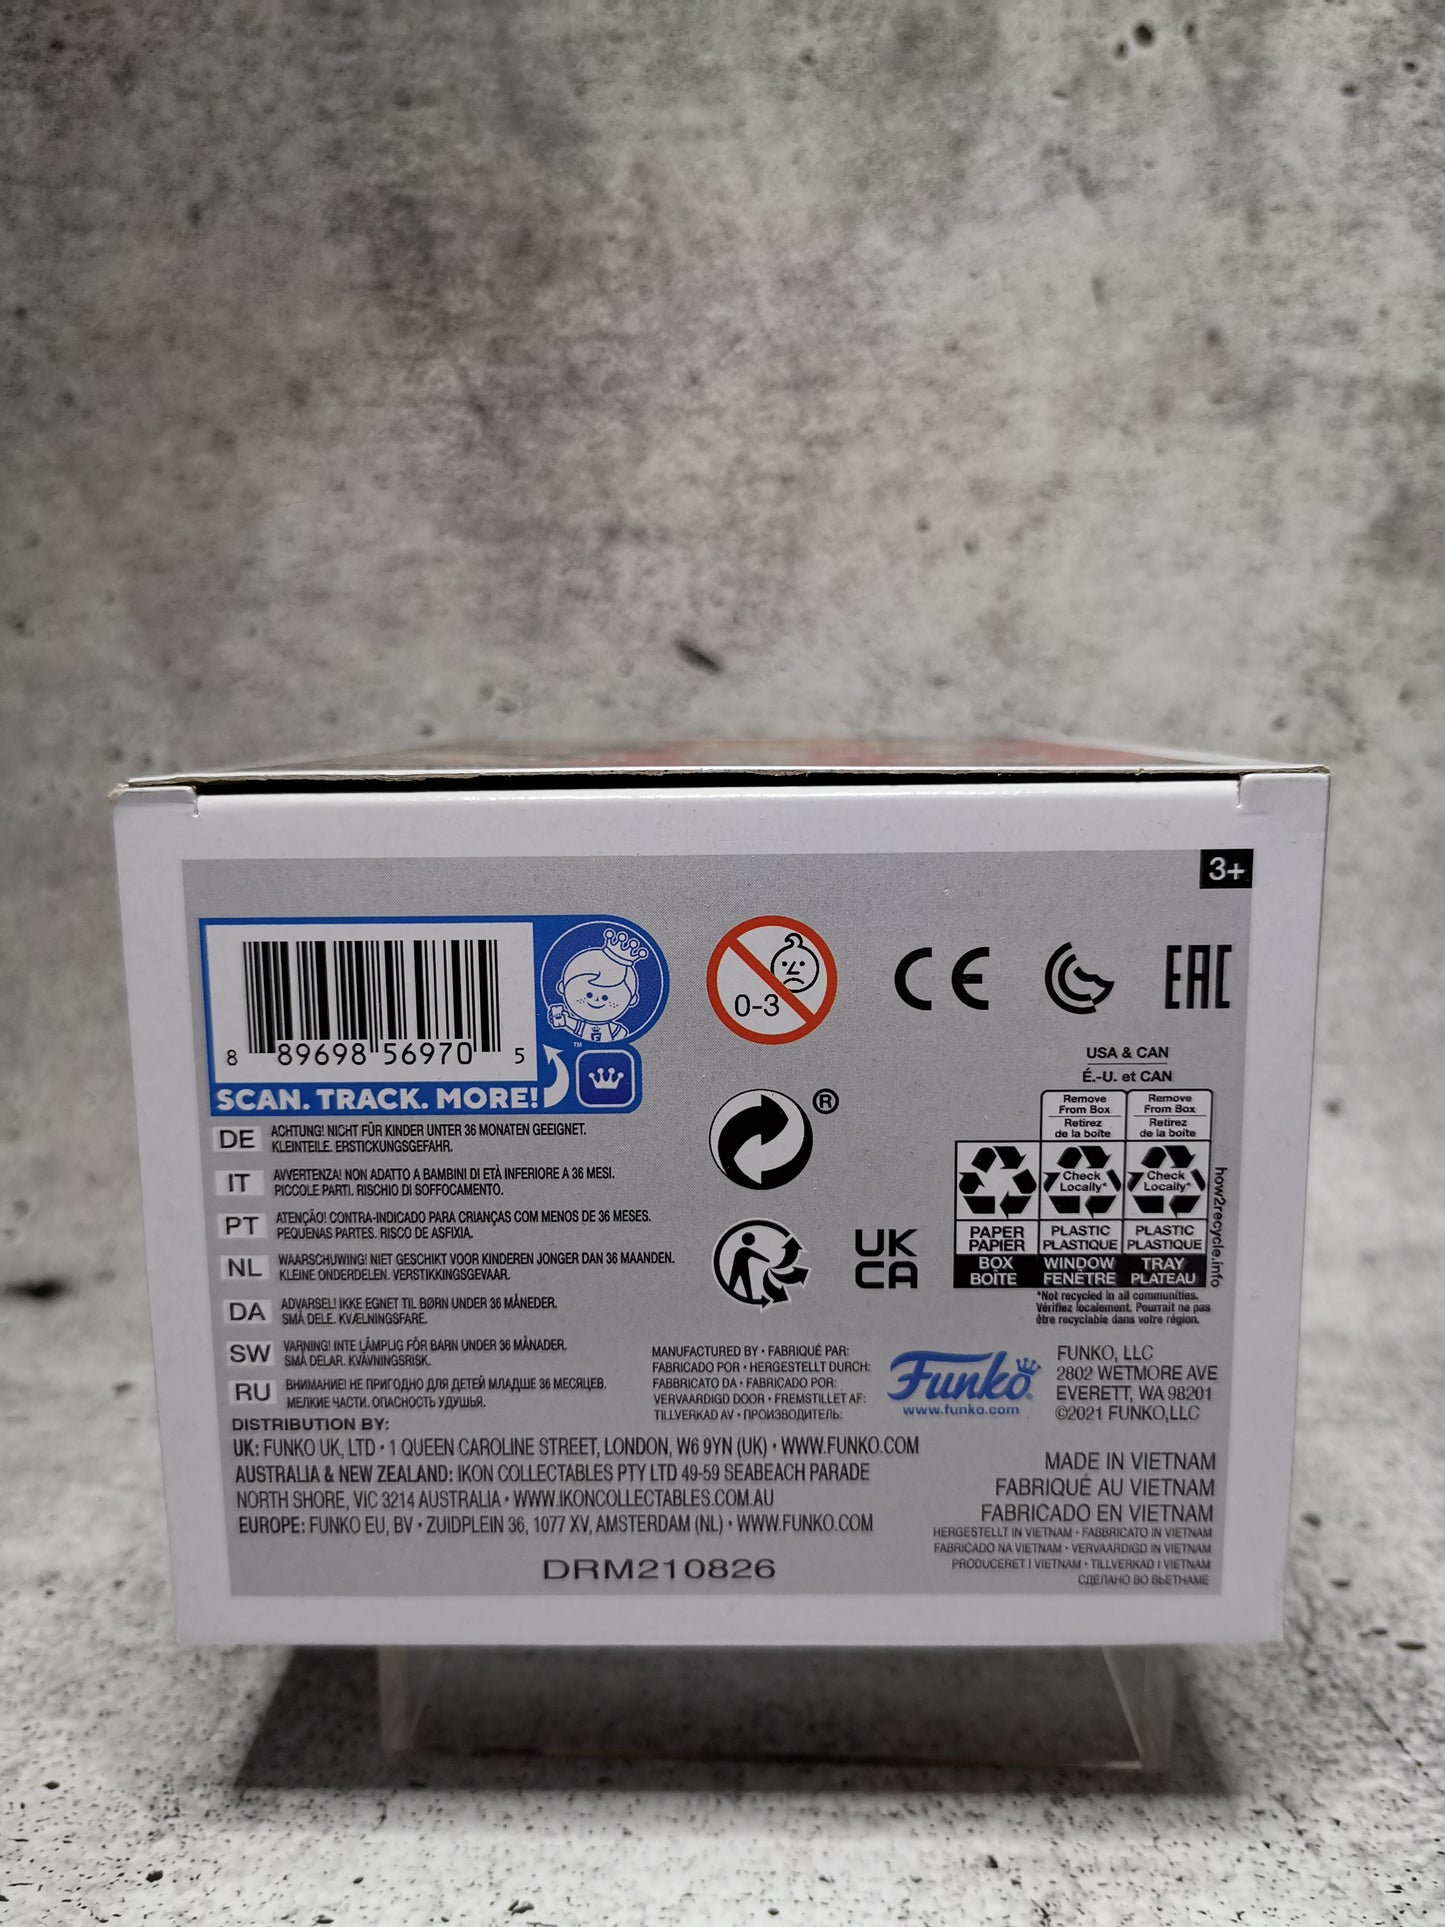 3+
8 89698 56970 5
SCAN. TRACK. MORE!
™
0-3
CE
EAC
®
UK
CA
USA & CAN
É.-U. et CAN
Remove
From Box
Retirez
de la boîte
Remove
From Box
Retirez
de la boîte
Check
Locally*
Check
Locally*
PAPER
PAPIER
PLASTIC
PLASTIQUE
PLASTIC
PLASTIQUE
BOX
BOÎTE
WINDOW
FENÊTRE
TRAY
PLATEAU
how2recycle.info
*Not recycled in all communities.
Vérifiez localement. Pourrait ne pas
être recyclable dans votre région.
DE ACHTUNG! NICHT FÜR KINDER UNTER 36 MONATEN GEEIGNET.
KLEINTEILE. ERSTICKUNGSGEFAHR.
IT AVVERTENZA! NON ADATTO A BAMBINI DI ETÀ INFERIORE A 36 MESI.
PICCOLE PARTI. RISCHIO DI SOFFOCAMENTO.
PT ATENÇÃO! CONTRA-INDICADO PARA CRIANÇAS COM MENOS DE 36 MESES.
PEQUENAS PARTES. RISCO DE ASFIXIA.
NL WAARSCHUWING! NIET GESCHIKT VOOR KINDEREN JONGER DAN 36 MAANDEN.
KLEINE ONDERDELEN. VERSTIKKINGSGEVAAR.
DA ADVARSEL! IKKE EGNET TIL BØRN UNDER 36 MÅNEDER.
SMÅ DELE. KVÆLNINGSFARE.
SW VARNING! INTE LÄMPLIG FÖR BARN UNDER 36 MÅNADER.
SMÅ DELAR. KVÄVNINGSRISK.
RU ВНИМАНИЕ! НЕ ПРИГОДНО ДЛЯ ДЕТЕЙ МЛАДШЕ 36 МЕСЯЦЕВ.
МЕЛКИЕ ЧАСТИ. ОПАСНОСТЬ УДУШЬЯ.
MANUFACTURED BY • FABRIQUÉ PAR:
FABRICADO POR • HERGESTELLT DURCH:
FABBRICATO DA • FABRICADO POR:
VERVAARDIGD DOOR • FREMSTILLET AF:
TILLVERKAD AV • ПРОИЗВОДИТЕЛЬ:
Funko®
www.funko.com
FUNKO, LLC
2802 WETMORE AVE
EVERETT, WA 98201
©2021 FUNKO,LLC
DISTRIBUTION BY:
UK: FUNKO UK, LTD • 1 QUEEN CAROLINE STREET, LONDON, W6 9YN (UK) • WWW.FUNKO.COM
AUSTRALIA & NEW ZEALAND: IKON COLLECTABLES PTY LTD 49-59 SEABEACH PARADE
NORTH SHORE, VIC 3214 AUSTRALIA • WWW.IKONCOLLECTABLES.COM.AU
EUROPE: FUNKO EU, BV • ZUIDPLEIN 36, 1077 XV, AMSTERDAM (NL) • WWW.FUNKO.COM
DRM210826
MADE IN VIETNAM
FABRIQUÉ AU VIETNAM
FABRICADO EN VIETNAM
HERGESTELLT IN VIETNAM • FABBRICATO IN VIETNAM
FABRICADO NA VIETNAM • VERVAARDIGD IN VIETNAM
PRODUCERET I VIETNAM • TILLVERKAD I VIETNAM
СДЕЛАНО ВО ВЬЕТНАМЕ